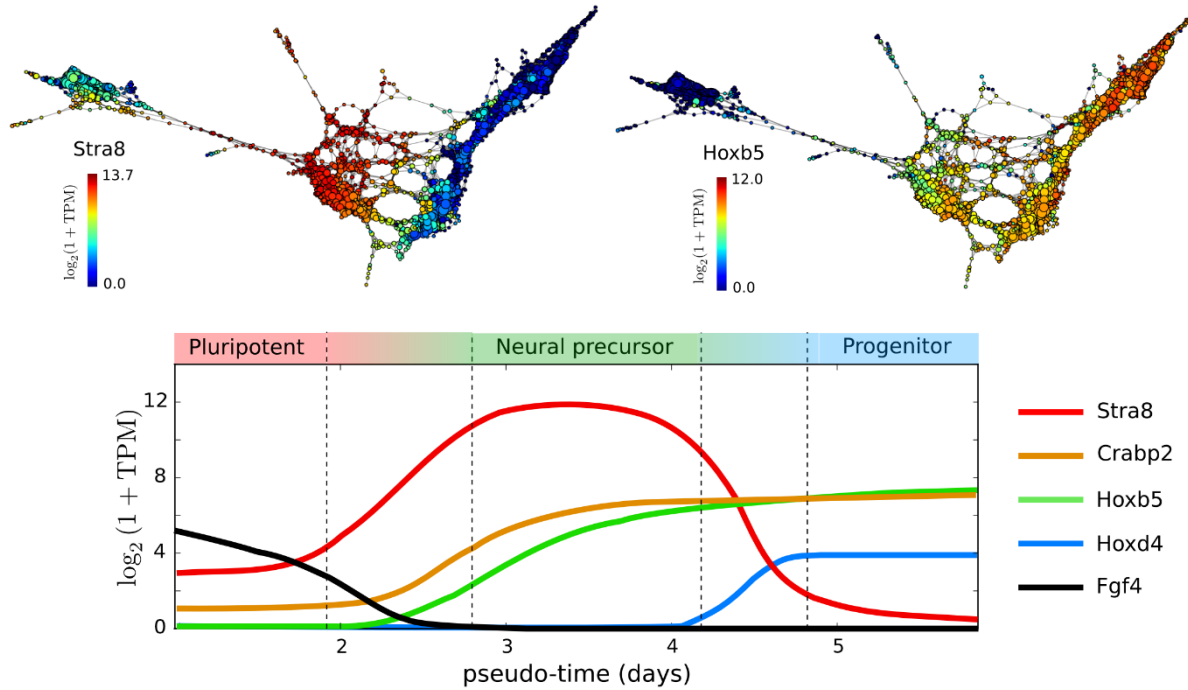 Stra8
13.7
log₂(1 + TPM)
0.0
Hoxb5
12.0
log₂(1 + TPM)
0.0
Pluripotent
Neural precursor
Progenitor
log₂(1 + TPM)
12
8
4
0
2
3
4
5
pseudo-time (days)
Stra8
Crabp2
Hoxb5
Hoxd4
Fgf4